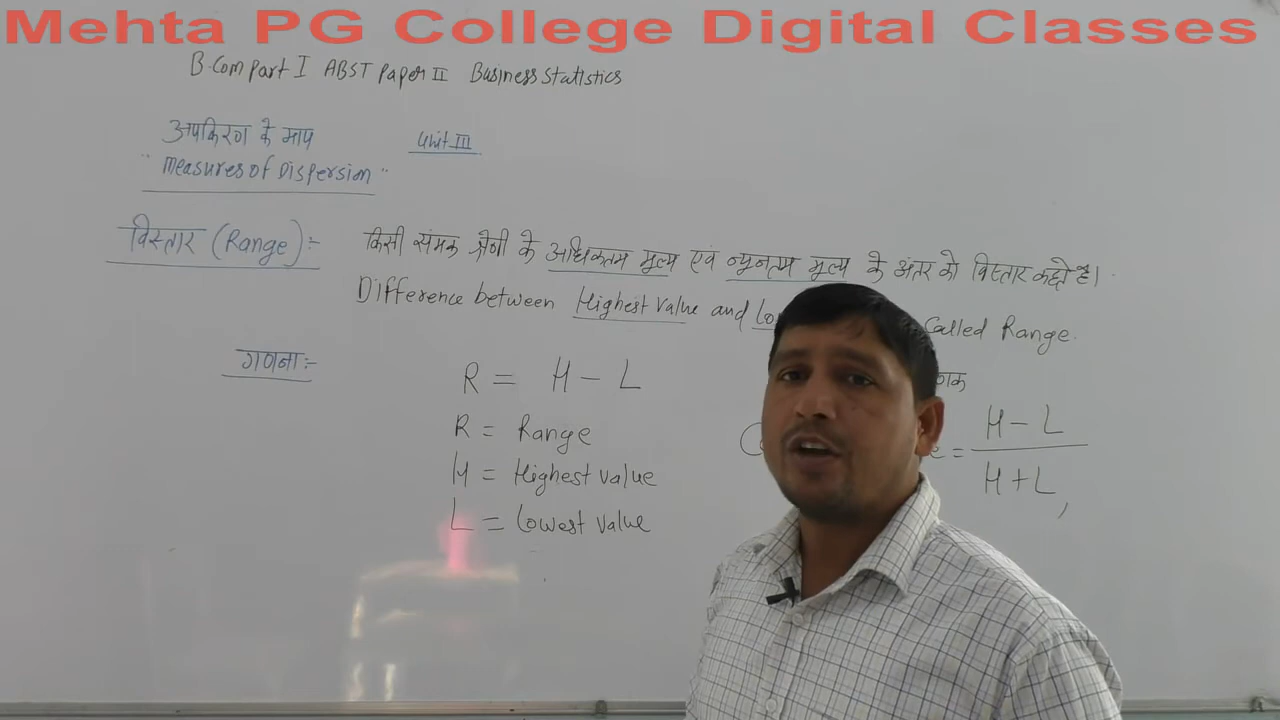 Mehta PG College Digital Classes
B.Com Part I ABST Paper II Business Statistics
अपकिरण के माप Unit III
"Measures of Dispersion"
विस्तार (Range):- किसी समंक श्रेणी के अधिकतम मूल्य एवं न्यूनतम मूल्य के अंतर को विस्तार कहते है।
Difference between Highest Value and Called Range.
गणना:-
R = H - L
R = Range
H = Highest value
L = Lowest value
H - L
H + L,